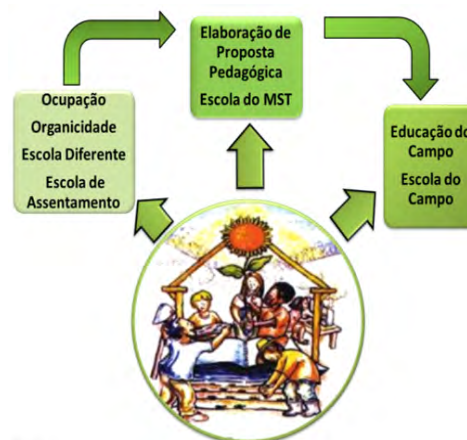 Elaboração de
Proposta
Pedagógica
Escola do MST
Ocupação
Organicidade
Escola Diferente
Escola de
Assentamento
Educação do
Campo
Escola do
Campo